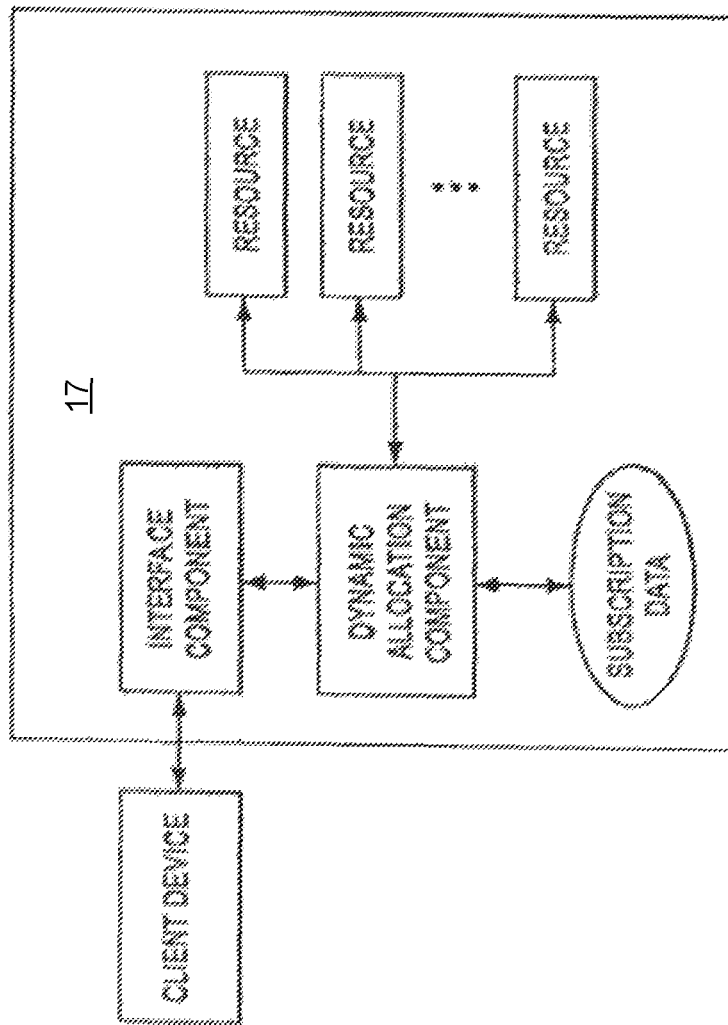 17
CLIENT DEVICE
INTERFACE
COMPONENT
DYNAMIC
ALLOCATION
COMPONENT
SUBSCRIPTION
DATA
RESOURCE
RESOURCE
...
RESOURCE